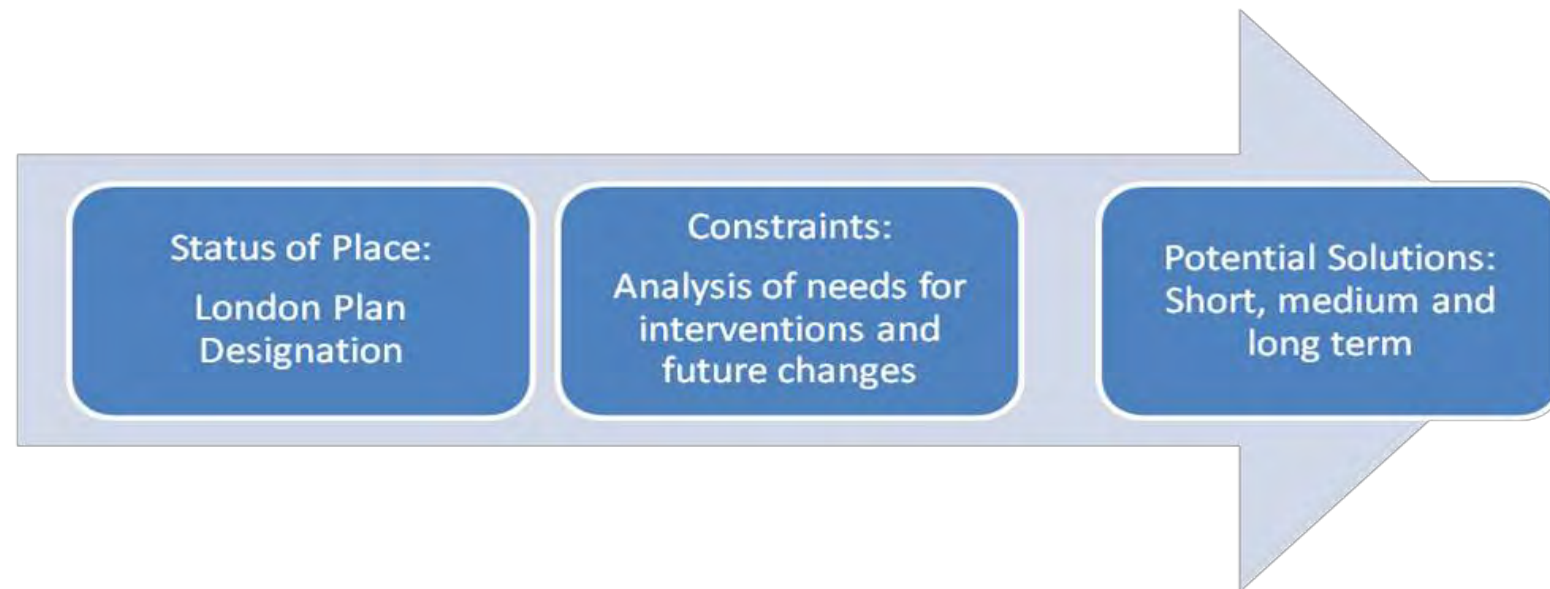 Status of Place:
London Plan
Designation
Constraints:
Analysis of needs for
interventions and
future changes
Potential Solutions:
Short, medium and
long term